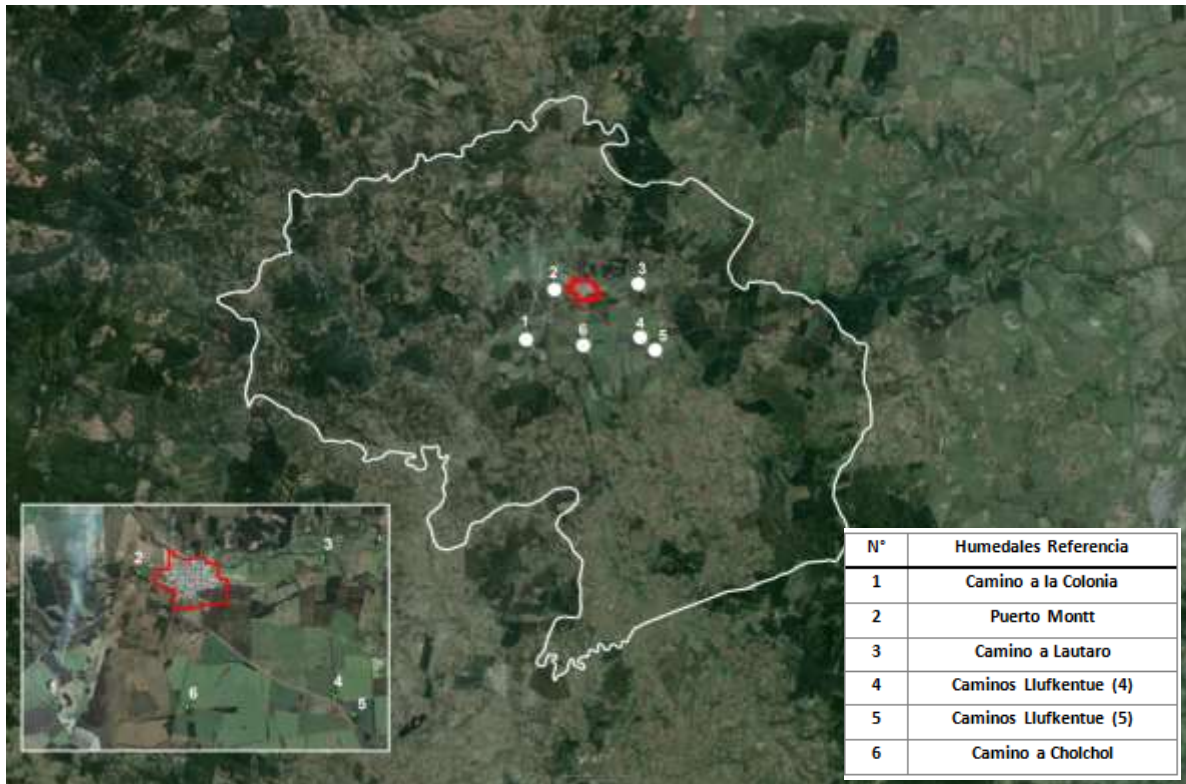 2
3
1
6
4
5
2
3
1
6
4
5
N° Humedales Referencia
1 Camino a la Colonia
2 Puerto Montt
3 Camino a Lautaro
4 Caminos Llufkentue (4)
5 Caminos Llufkentue (5)
6 Camino a Cholchol